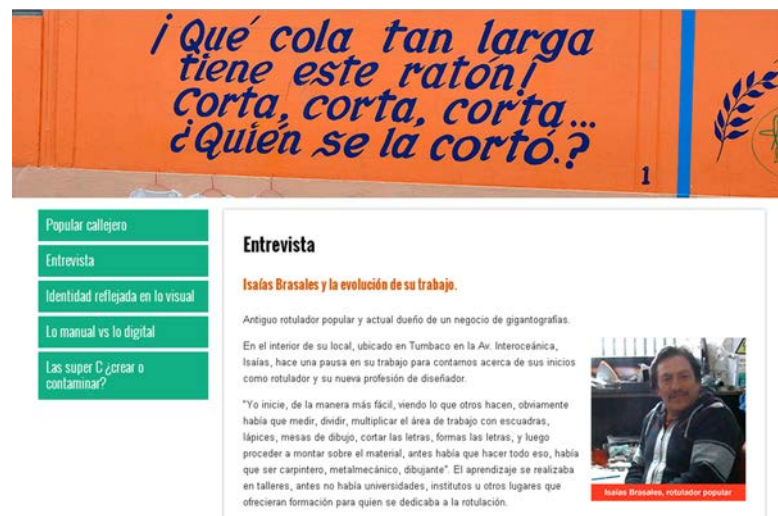 ¡Qué cola tan larga
tiene este ratón!
Corta, corta, corta...
¿Quién se la cortó.?
1
Popular callejero
Entrevista
Identidad reflejada en lo visual
Lo manual vs lo digital
Las super C ¿crear o
contaminar?
Entrevista
Isaías Brasales y la evolución de su trabajo.
Antiguo rotulador popular y actual dueño de un negocio de gigantografías.
En el interior de su local, ubicado en Tumbaco en la Av. Interoceánica,
Isaías, hace una pausa en su trabajo para contarnos acerca de sus inicios
como rotulador y su nueva profesión de diseñador.
"Yo inicie, de la manera más fácil, viendo lo que otros hacen, obviamente
había que medir, dividir, multiplicar el área de trabajo con escuadras,
lápices, mesas de dibujo, cortar las letras, formas las letras, y luego
proceder a montar sobre el material, antes había que hacer todo eso, había
que ser carpintero, metalmecánico, dibujante". El aprendizaje se realizaba
en talleres, antes no había universidades, institutos u otros lugares que
ofrecieran formación para quien se dedicaba a la rotulación.
Isaías Brasales, rotulador popular